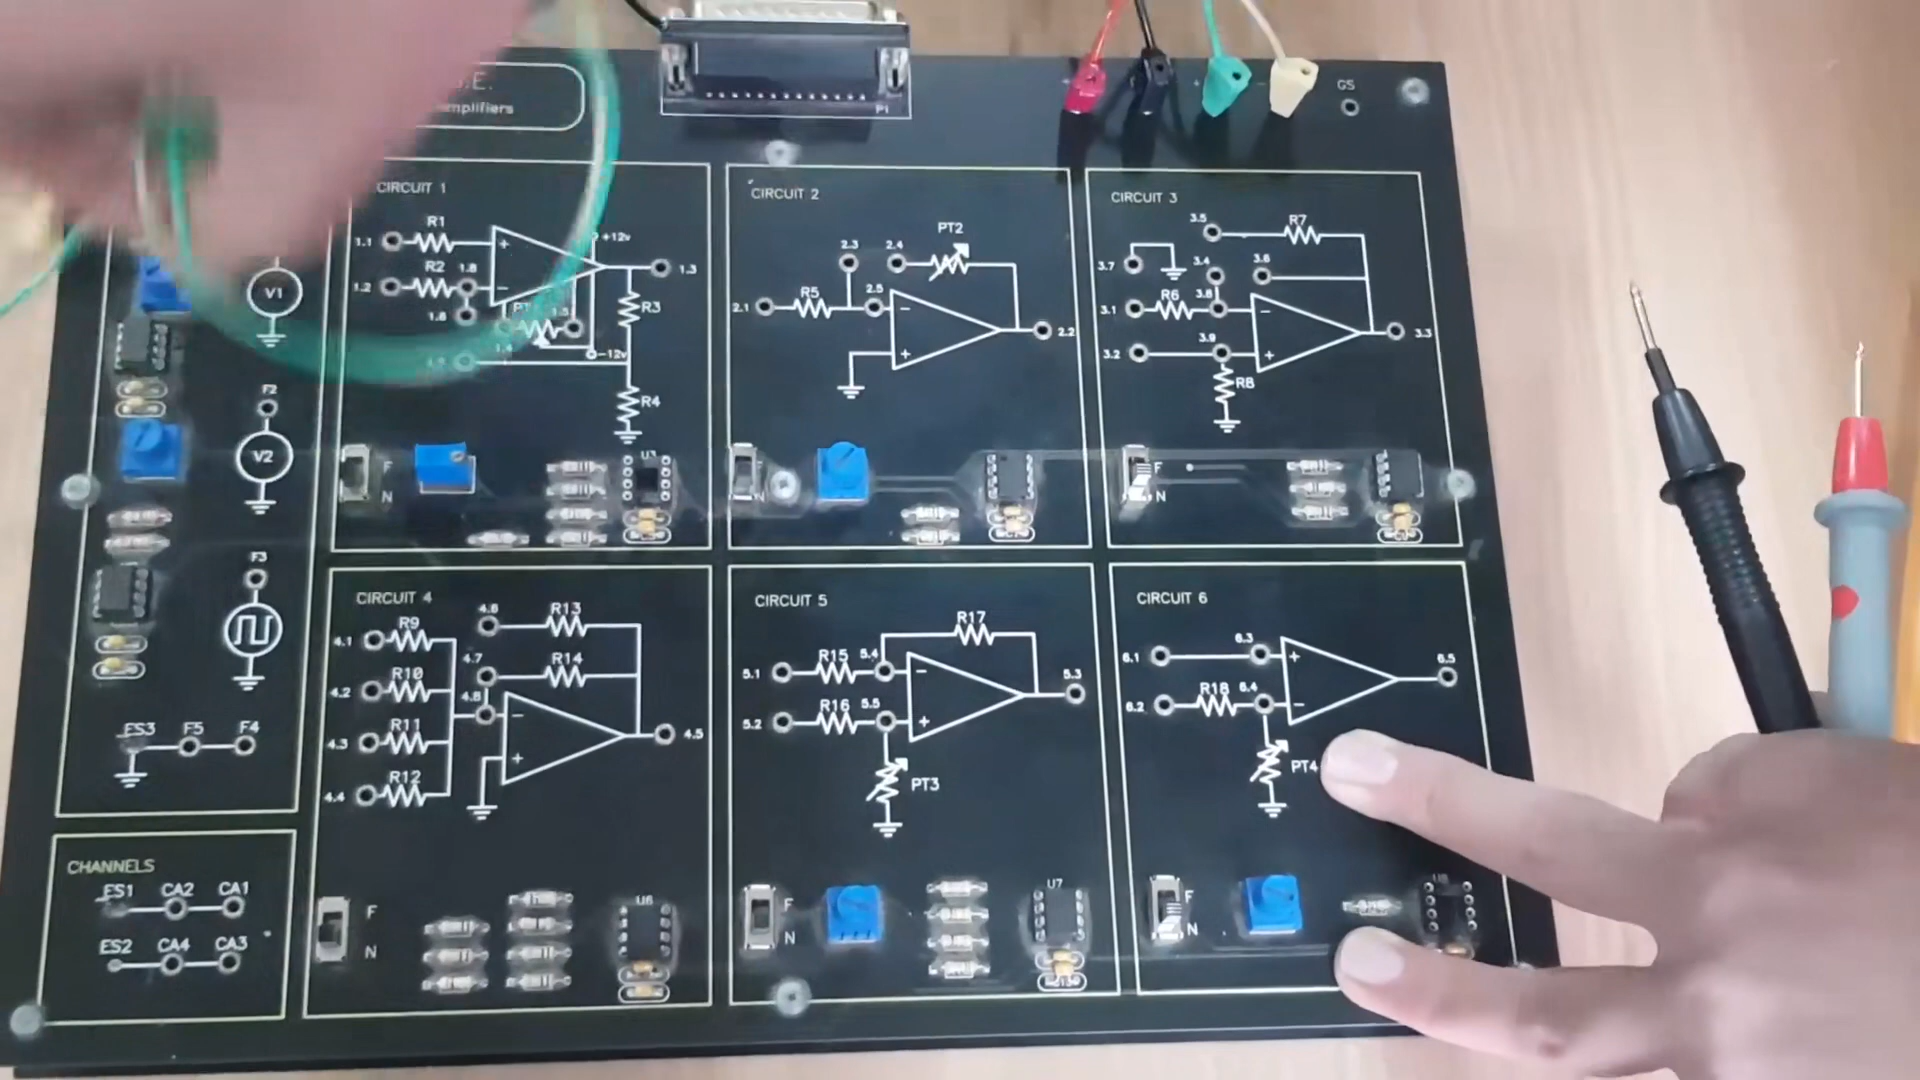 .E.
mplifiers
P1
+
-
GS
V1
F2
V2
F3
ES3 F5 F4
CIRCUIT 1
1.1 R1
1.2 R2 1.8
+
-
+12v
1.3
1.6
1.5
R3
-12v
R4
F
N
U3
CIRCUIT 2
PT2
2.3 2.4
2.1 R5 2.5
-
+
2.2
F
N
CIRCUIT 3
3.5 R7
3.7 3.4 3.6
3.1 R6 3.8
-
3.2 3.9
+
3.3
R8
F
N
CIRCUIT 4
4.6 R13
4.1 R9
4.7 R14
4.2 R10
4.8
-
4.3 R11
+
4.5
4.4 R12
F
N
U6
CIRCUIT 5
R17
5.1 R15 5.4
-
5.3
5.2 R16 5.5
+
PT3
F
N
U7
CIRCUIT 6
6.1 6.3
+
6.5
6.2 R18 6.4
-
PT4
F
N
CHANNELS
ES1 CA2 CA1
ES2 CA4 CA3